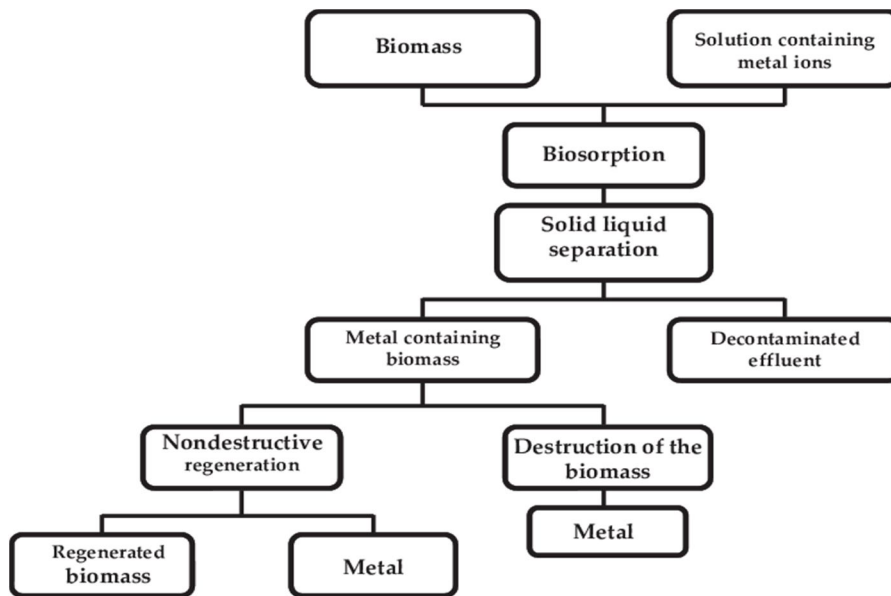 Biomass
Solution containing
metal ions
Biosorption
Solid liquid
separation
Metal containing
biomass
Decontaminated
effluent
Nondestructive
regeneration
Destruction of the
biomass
Regenerated
biomass
Metal
Metal